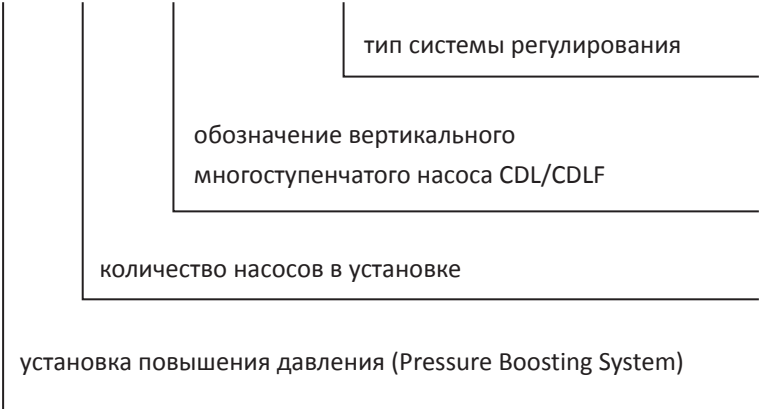 тип системы регулирования
обозначение вертикального
многоступенчатого насоса CDL/CDLF
количество насосов в установке
установка повышения давления (Pressure Boosting System)